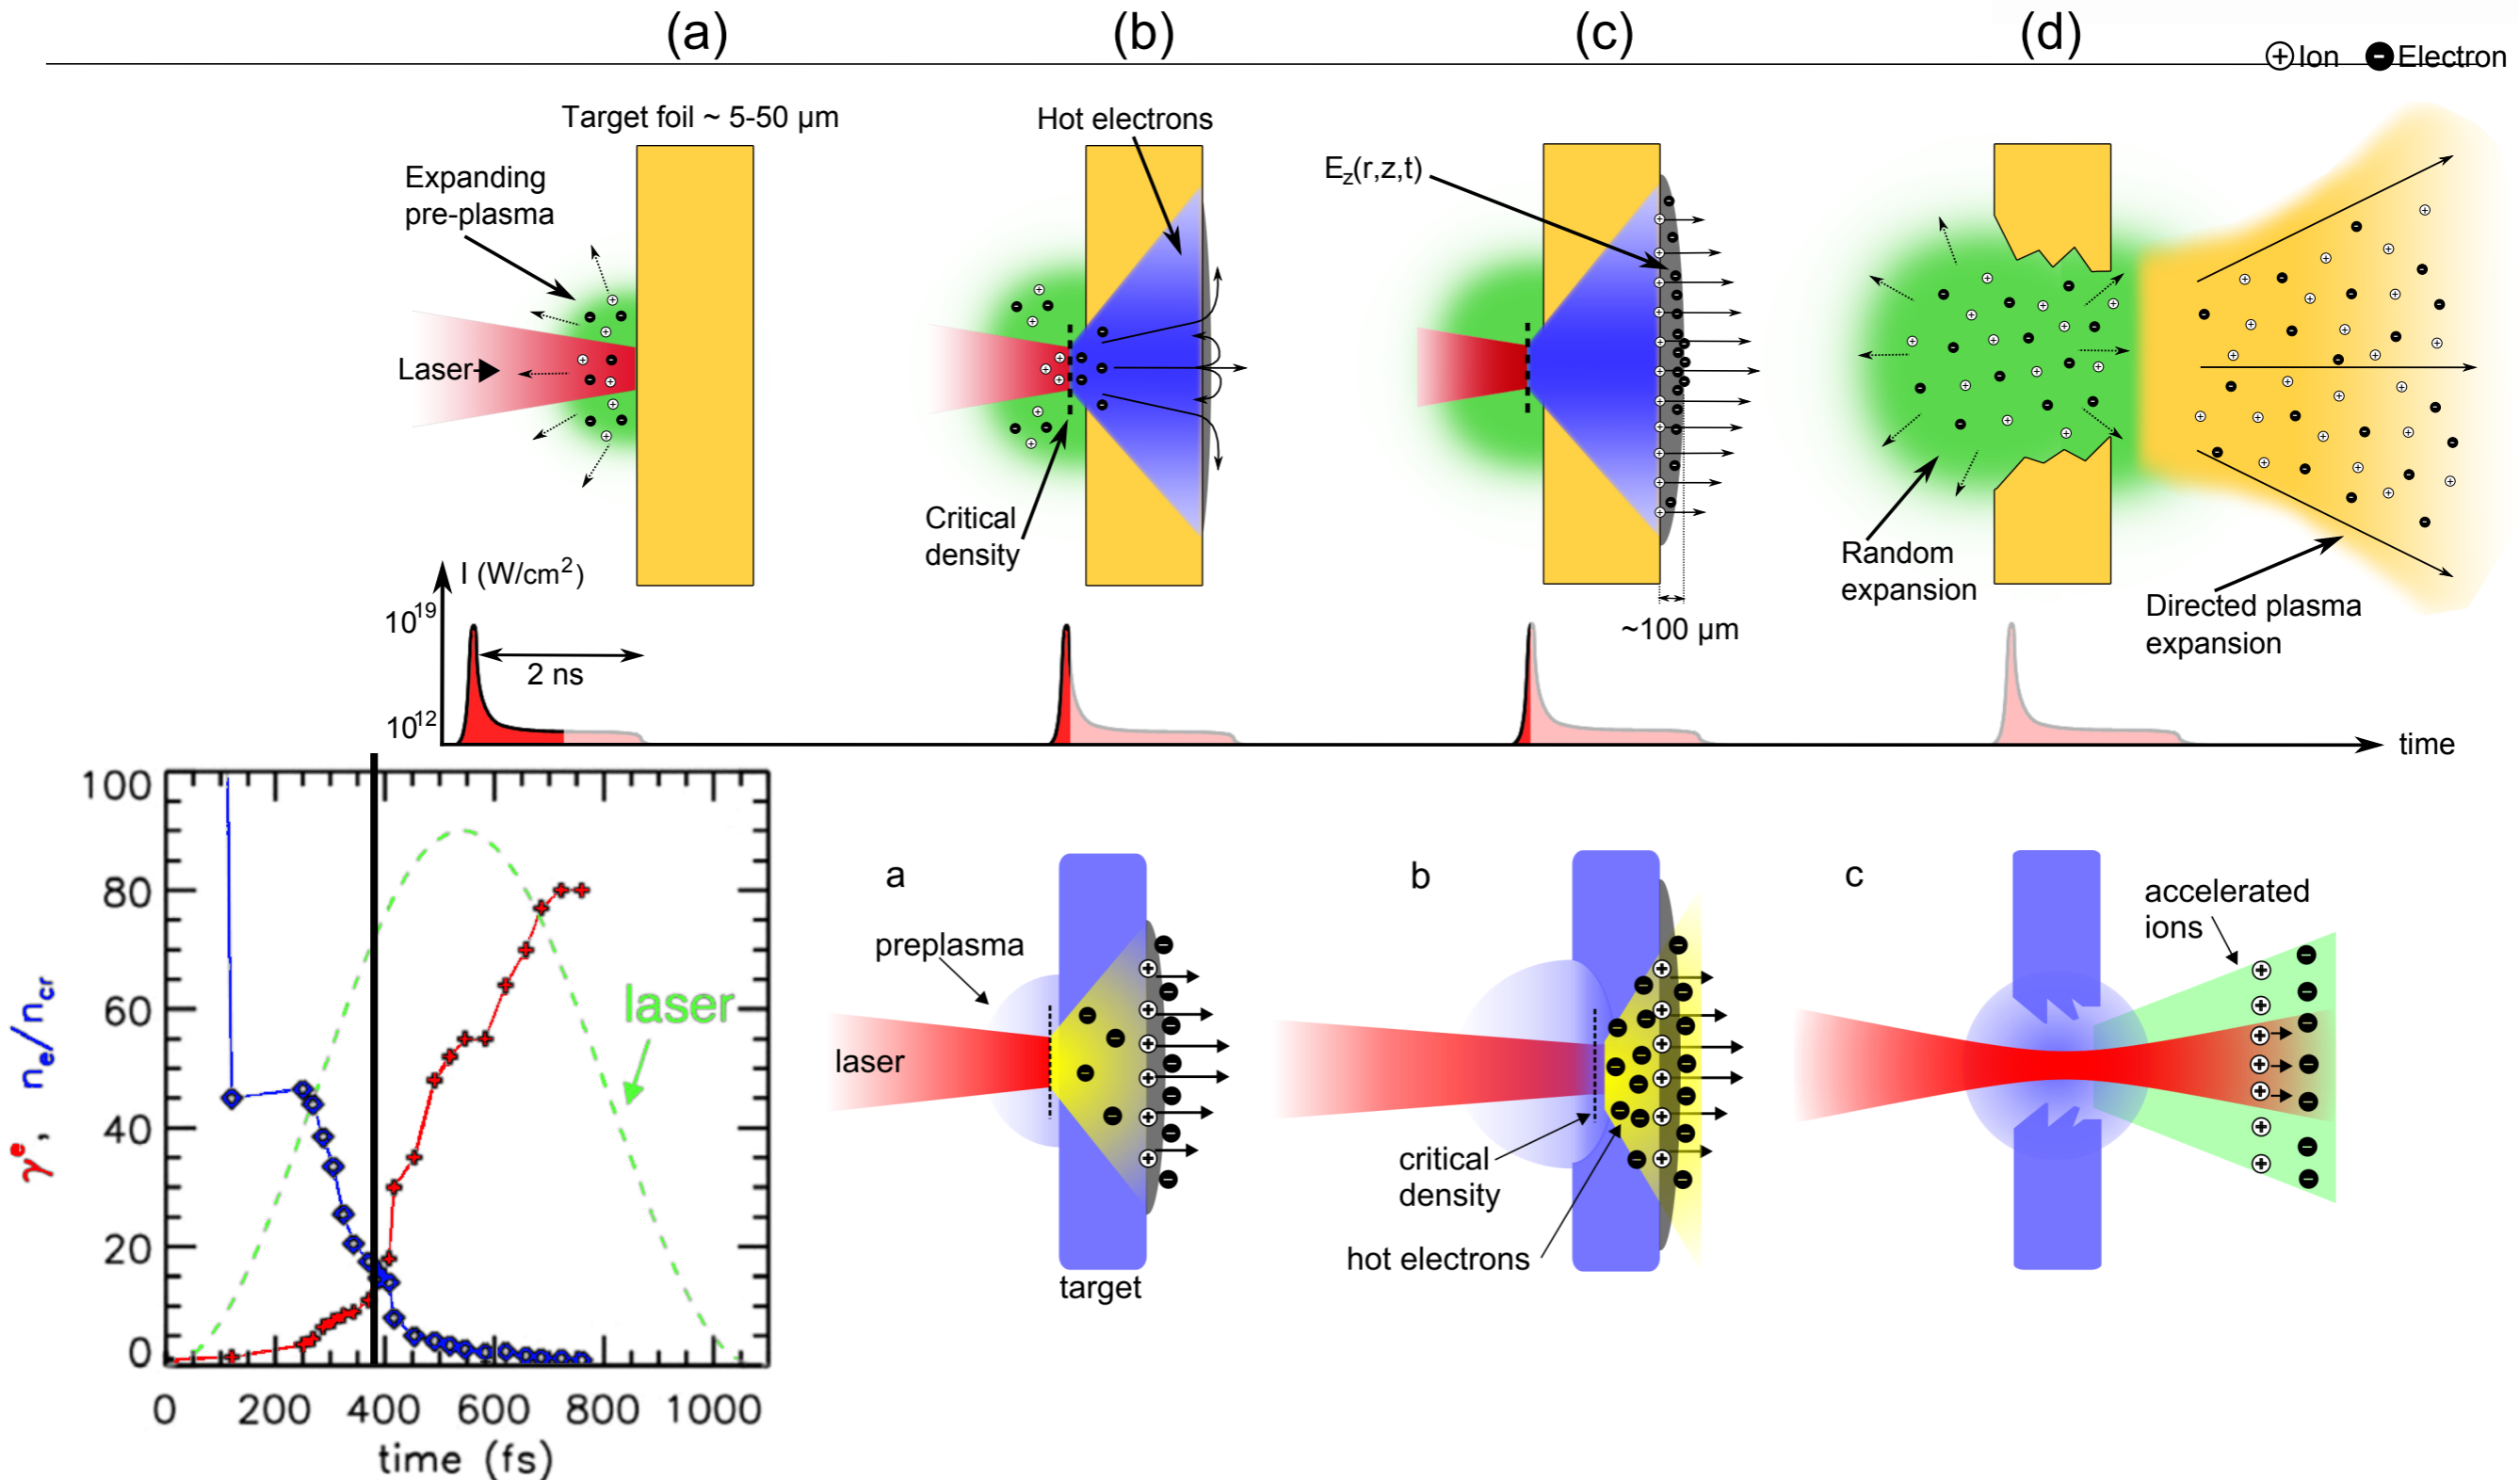 (a)
(b)
(c)
(d)
+ Ion - Electron
Target foil ~ 5-50 µm
Expanding
pre-plasma
Laser
Hot electrons
Critical
density
E_z(r,z,t)
~100 µm
Random
expansion
Directed plasma
expansion
I (W/cm²)
10¹⁹
10¹²
2 ns
time
100
80
60
40
20
0
γᵉ, nₑ/n_cr
laser
0 200 400 600 800 1000
time (fs)
a
preplasma
laser
target
b
critical
density
hot electrons
c
accelerated
ions